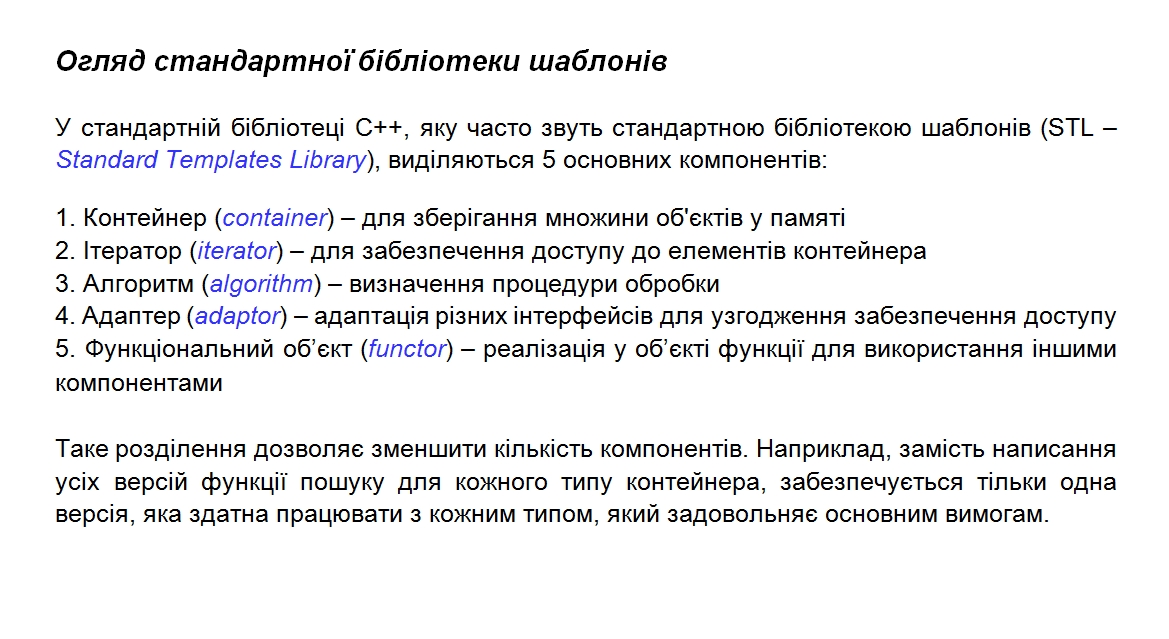 Огляд стандартної бібліотеки шаблонів
У стандартній бібліотеці C++, яку часто звуть стандартною бібліотекою шаблонів (STL –
Standard Templates Library), виділяються 5 основних компонентів:
1. Контейнер (container) – для зберігання множини об'єктів у памяті
2. Ітератор (iterator) – для забезпечення доступу до елементів контейнера
3. Алгоритм (algorithm) – визначення процедури обробки
4. Адаптер (adaptor) – адаптація різних інтерфейсів для узгодження забезпечення доступу
5. Функціональний об’єкт (functor) – реалізація у об’єкті функції для використання іншими
компонентами
Таке розділення дозволяє зменшити кількість компонентів. Наприклад, замість написання
усіх версій функції пошуку для кожного типу контейнера, забезпечується тільки одна
версія, яка здатна працювати з кожним типом, який задовольняє основним вимогам.